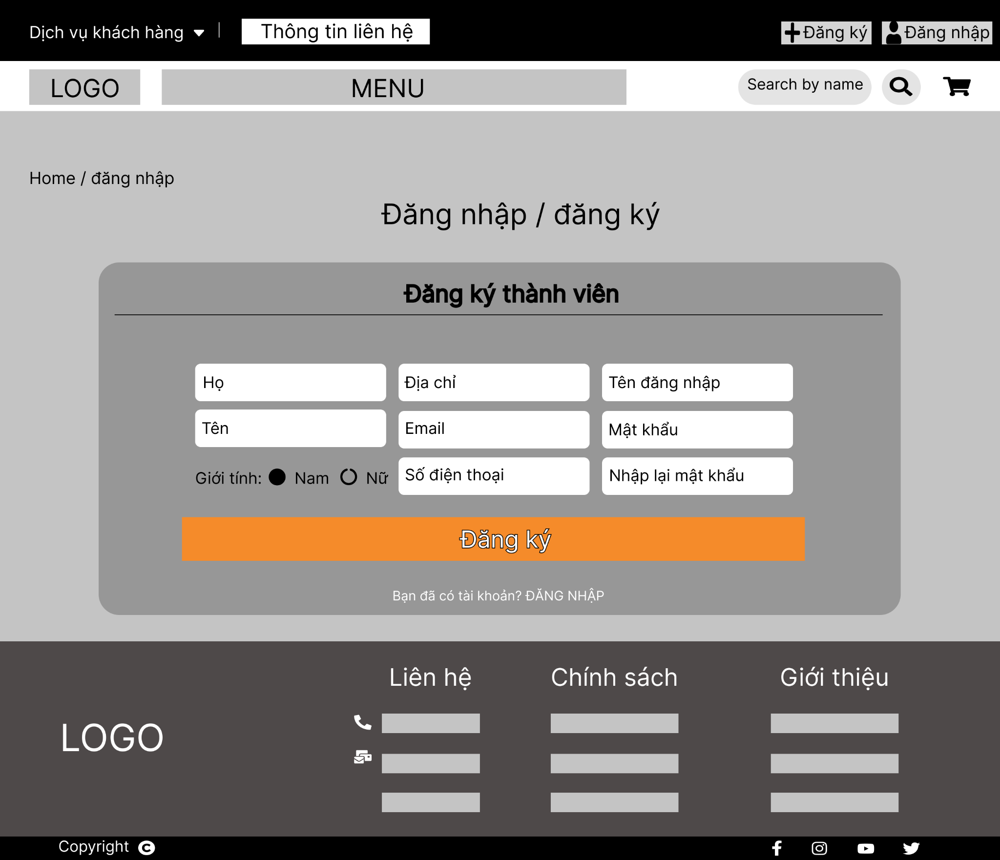 Dịch vụ khách hàng
Thông tin liên hệ
Đăng ký
Đăng nhập
LOGO
MENU
Search by name
Home / đăng nhập
Đăng nhập / đăng ký
Đăng ký thành viên
Họ
Địa chỉ
Tên đăng nhập
Tên
Email
Mật khẩu
Giới tính: Nam Nữ
Số điện thoại
Nhập lại mật khẩu
Đăng ký
Bạn đã có tài khoản? ĐĂNG NHẬP
Liên hệ
Chính sách
Giới thiệu
LOGO
Copyright ©